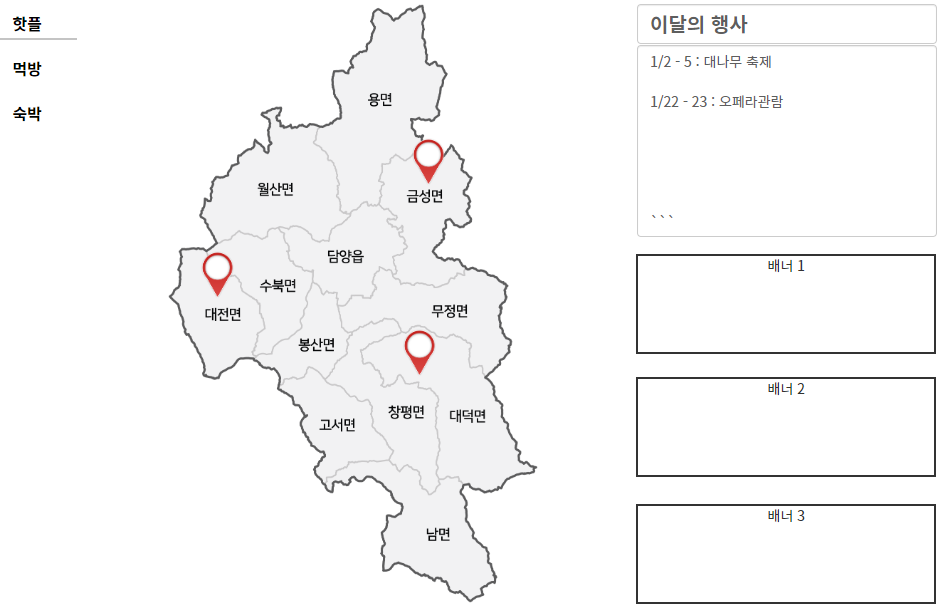 핫플
먹방
숙박
용면
월산면
금성면
담양읍
수북면
대전면
무정면
봉산면
창평면
대덕면
고서면
남면
이달의 행사
1/2 - 5 : 대나무 축제
1/22 - 23 : 오페라관람
```
배너 1
배너 2
배너 3